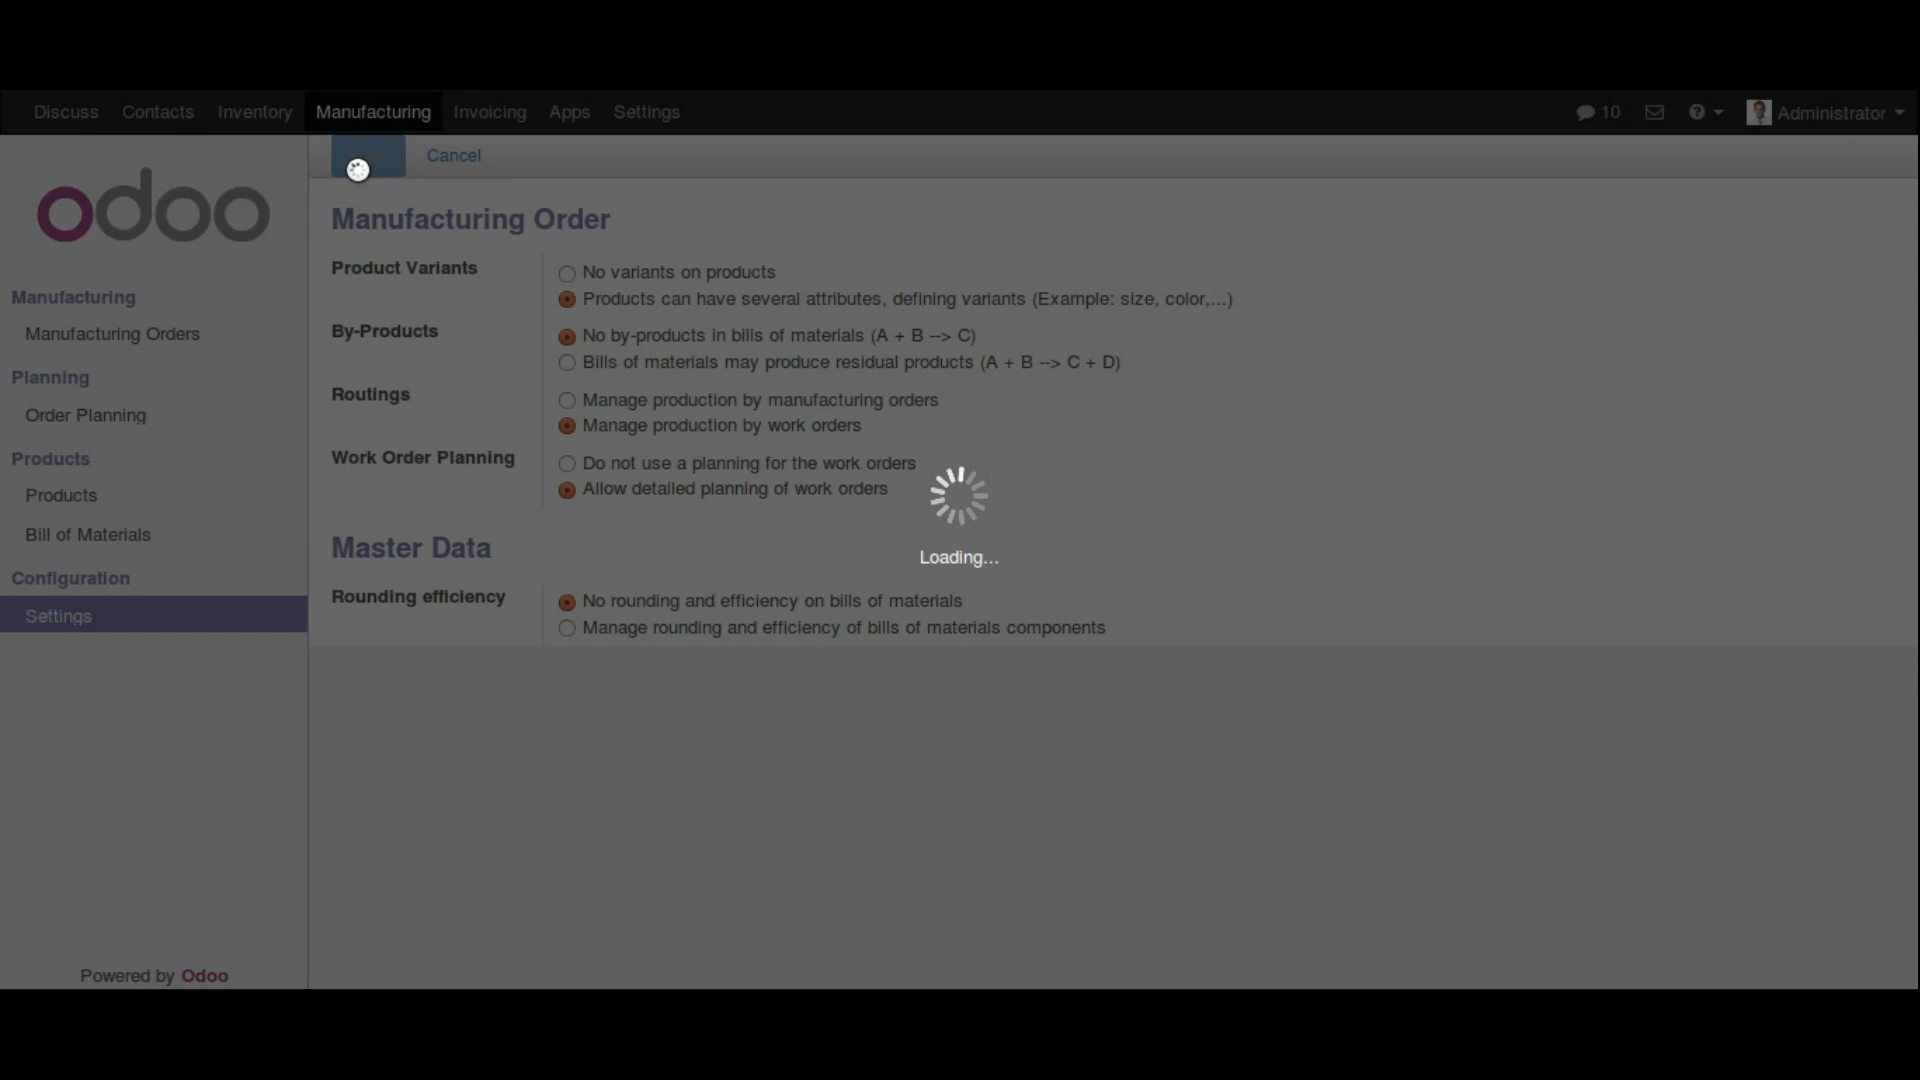 Discuss Contacts Inventory Manufacturing Invoicing Apps Settings 10 Administrator
Cancel
odoo
Manufacturing
Manufacturing Orders
Planning
Order Planning
Products
Products
Bill of Materials
Configuration
Settings
Powered by Odoo
Manufacturing Order
Product Variants
No variants on products
Products can have several attributes, defining variants (Example: size, color,...)
By-Products
No by-products in bills of materials (A + B --> C)
Bills of materials may produce residual products (A + B --> C + D)
Routings
Manage production by manufacturing orders
Manage production by work orders
Work Order Planning
Do not use a planning for the work orders
Allow detailed planning of work orders
Loading...
Master Data
Rounding efficiency
No rounding and efficiency on bills of materials
Manage rounding and efficiency of bills of materials components